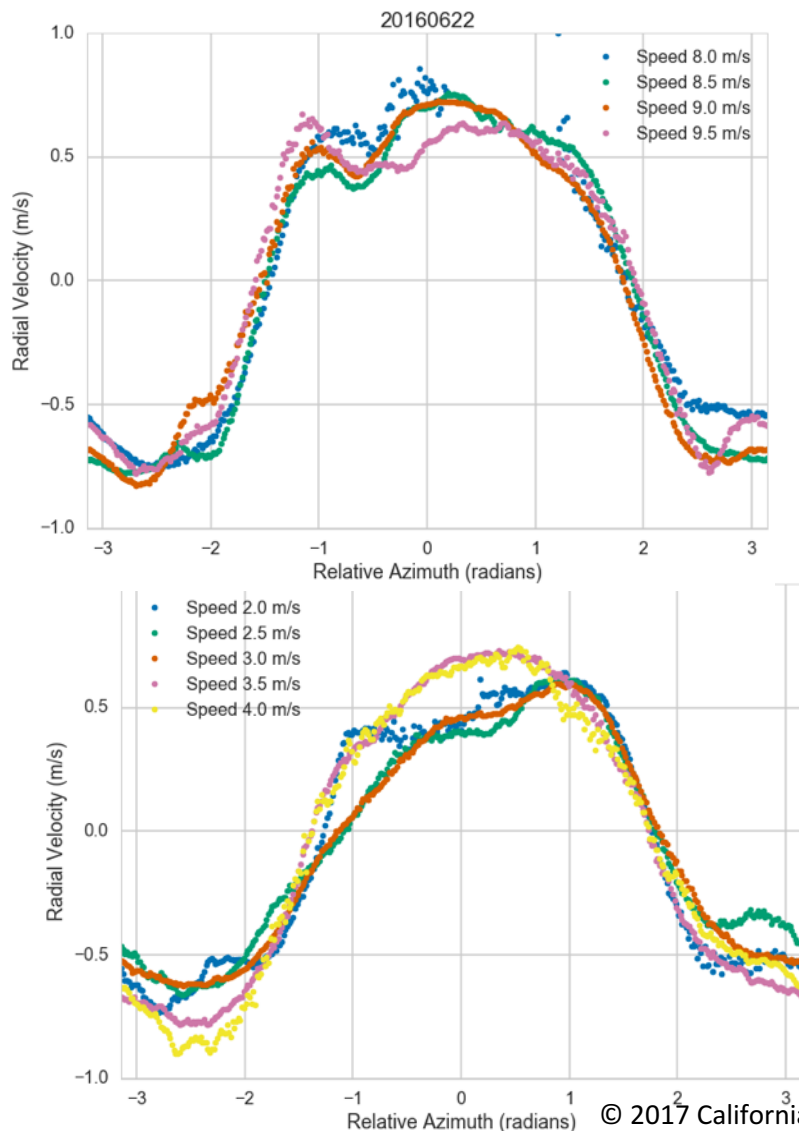 20160622
1.0
Speed 8.0 m/s
Speed 8.5 m/s
Speed 9.0 m/s
Speed 9.5 m/s
0.5
0.0
−0.5
−1.0
Radial Velocity (m/s)
−3 −2 −1 0 1 2 3
Relative Azimuth (radians)
Speed 2.0 m/s
Speed 2.5 m/s
Speed 3.0 m/s
Speed 3.5 m/s
Speed 4.0 m/s
0.5
0.0
−0.5
−1.0
Radial Velocity (m/s)
−3 −2 −1 0 1 2 3
Relative Azimuth (radians)
© 2017 California